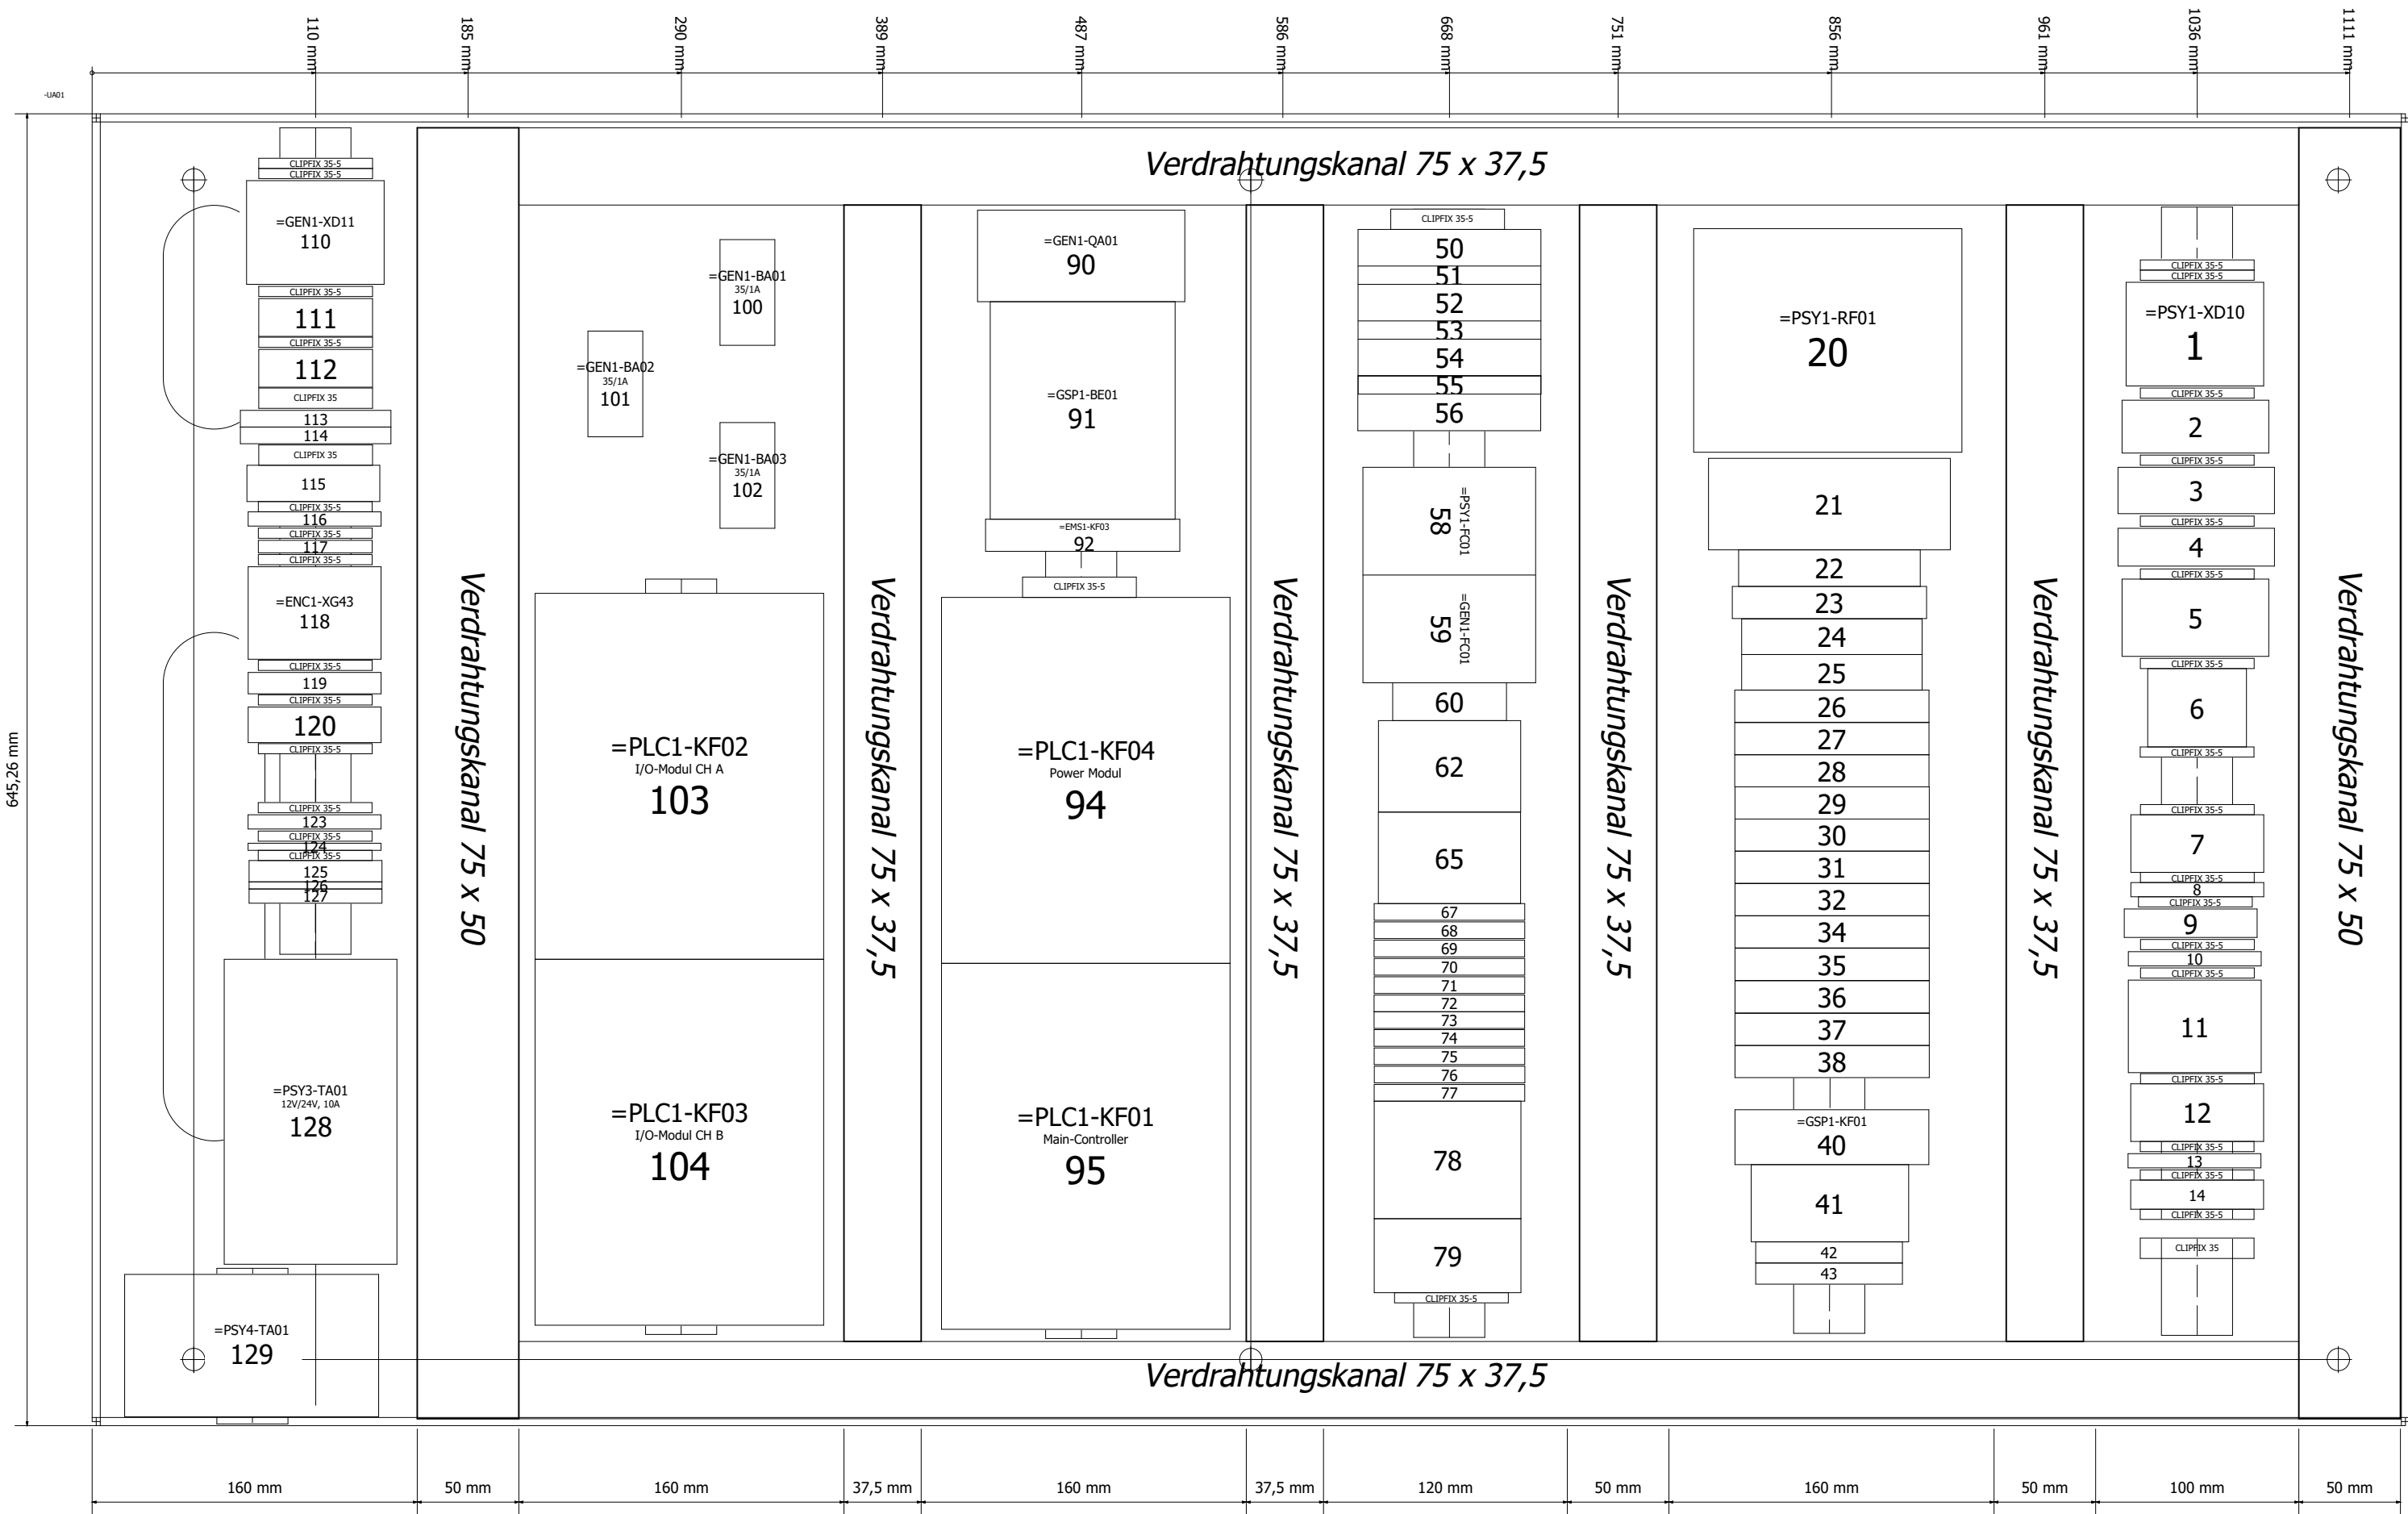 110 mm
185 mm
290 mm
389 mm
487 mm
586 mm
668 mm
751 mm
856 mm
961 mm
1036 mm
1111 mm
-UA01
645,26 mm
Verdrahtungskanal 75 x 37,5
CLIPFIX 35-5
CLIPFIX 35-5
=GEN1-XD11
110
CLIPFIX 35-5
111
CLIPFIX 35-5
112
CLIPFIX 35
113
114
CLIPFIX 35
115
CLIPFIX 35-5
116
CLIPFIX 35-5
117
CLIPFIX 35-5
=ENC1-XG43
118
CLIPFIX 35-5
119
CLIPFIX 35-5
120
CLIPFIX 35-5
CLIPFIX 35-5
123
CLIPFIX 35-5
124
CLIPFIX 35-5
125
126
127
=PSY3-TA01
12V/24V, 10A
128
=PSY4-TA01
129
Verdrahtungskanal 75 x 50
=GEN1-BA01
35/1A
100
=GEN1-BA02
35/1A
101
=GEN1-BA03
35/1A
102
=PLC1-KF02
I/O-Modul CH A
103
=PLC1-KF03
I/O-Modul CH B
104
Verdrahtungskanal 75 x 37,5
=GEN1-QA01
90
=GSP1-BE01
91
=EMS1-KF03
92
CLIPFIX 35-5
=PLC1-KF04
Power Modul
94
=PLC1-KF01
Main-Controller
95
Verdrahtungskanal 75 x 37,5
CLIPFIX 35-5
50
51
52
53
54
55
56
=PSY1-FC01
58
=GEN1-FC01
59
60
62
65
67
68
69
70
71
72
73
74
75
76
77
78
79
CLIPFIX 35-5
Verdrahtungskanal 75 x 37,5
=PSY1-RF01
20
21
22
23
24
25
26
27
28
29
30
31
32
34
35
36
37
38
=GSP1-KF01
40
41
42
43
Verdrahtungskanal 75 x 37,5
CLIPFIX 35-5
CLIPFIX 35-5
=PSY1-XD10
1
CLIPFIX 35-5
2
CLIPFIX 35-5
3
CLIPFIX 35-5
4
CLIPFIX 35-5
5
CLIPFIX 35-5
6
CLIPFIX 35-5
CLIPFIX 35-5
7
CLIPFIX 35-5
8
CLIPFIX 35-5
9
CLIPFIX 35-5
10
CLIPFIX 35-5
11
CLIPFIX 35-5
12
CLIPFIX 35-5
13
CLIPFIX 35-5
14
CLIPFIX 35-5
CLIPFIX 35
Verdrahtungskanal 75 x 50
Verdrahtungskanal 75 x 37,5
160 mm
50 mm
160 mm
37,5 mm
160 mm
37,5 mm
120 mm
50 mm
160 mm
50 mm
100 mm
50 mm